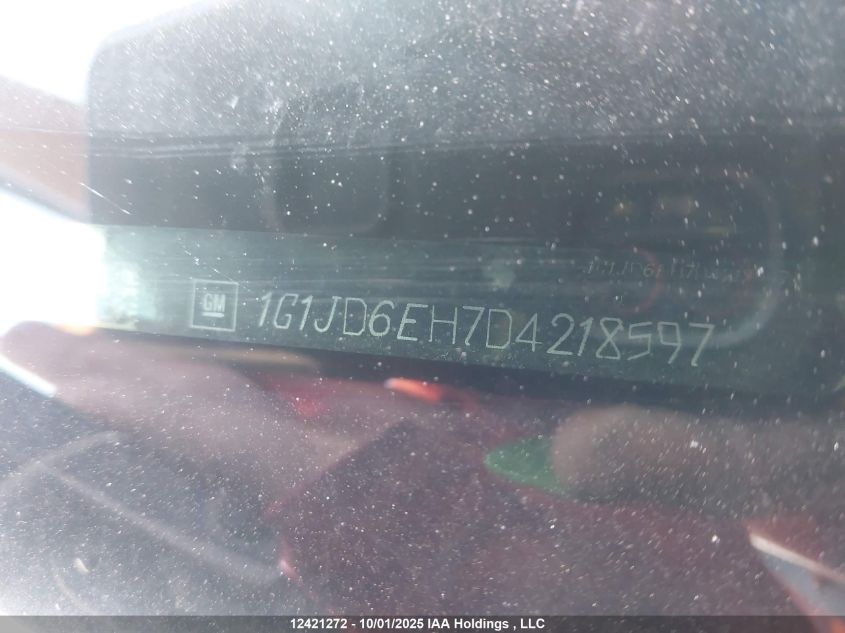 GM 1G1JD6EH7D4218597
12421272 - 10/01/2025 IAA Holdings , LLC